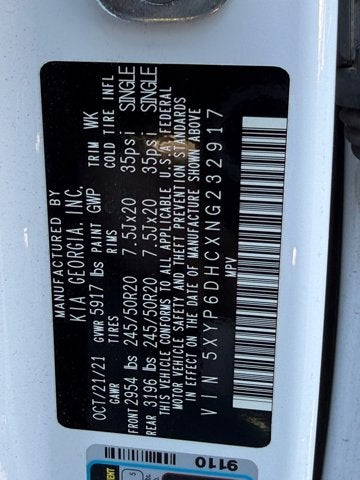 MANUFACTURED BY
KIA GEORGIA, INC.
OCT/21/21 GVWR 5917 lbs PAINT GWP TRIM WK
GAWR TIRES RIMS COLD TIRE INFL
FRONT 2954 lbs 245/50R20 7.5Jx20 35psi SINGLE
REAR 3196 lbs 245/50R20 7.5Jx20 35psi SINGLE
THIS VEHICLE CONFORMS TO ALL APPLICABLE U.S.A. FEDERAL
MOTOR VEHICLE SAFETY AND THEFT PREVENTION STANDARDS
IN EFFECT ON THE DATE OF MANUFACTURE SHOWN ABOVE
VIN 5XYP6DHCXNG232917
MPV
9110